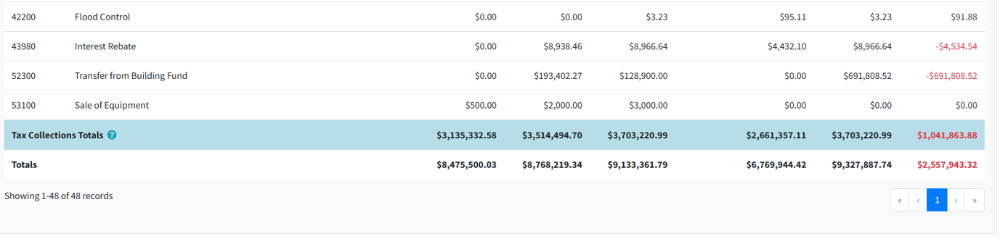 42200 Flood Control $0.00 $0.00 $3.23 $95.11 $3.23 $91.88
43980 Interest Rebate $0.00 $8,938.46 $8,966.64 $4,432.10 $8,966.64 -$4,534.54
52300 Transfer from Building Fund $0.00 $193,402.27 $128,900.00 $0.00 $691,808.52 -$691,808.52
53100 Sale of Equipment $500.00 $2,000.00 $3,000.00 $0.00 $0.00 $0.00
Tax Collections Totals ? $3,135,332.58 $3,514,494.70 $3,703,220.99 $2,661,357.11 $3,703,220.99 $1,041,863.88
Totals $8,475,500.03 $8,768,219.34 $9,133,361.79 $6,769,944.42 $9,327,887.74 $2,557,943.32
Showing 1-48 of 48 records « ‹ 1 › »